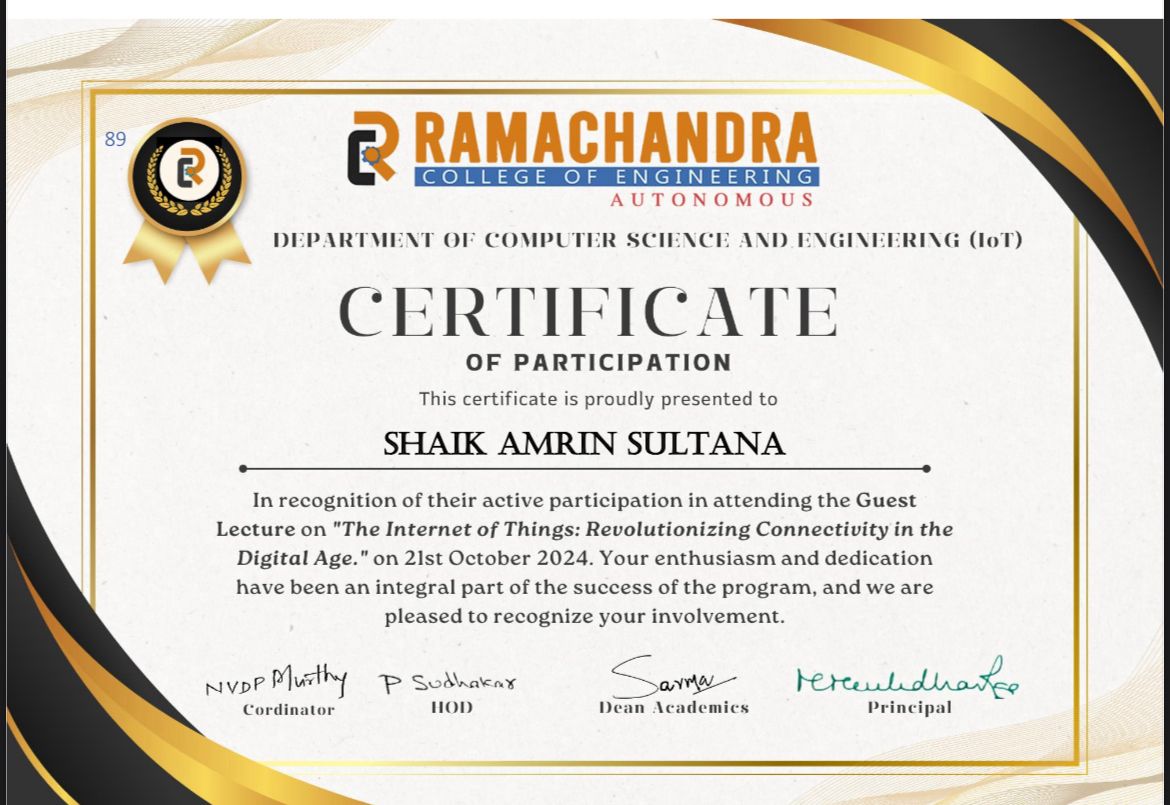 89
RAMACHANDRA
COLLEGE OF ENGINEERING
AUTONOMOUS
DEPARTMENT OF COMPUTER SCIENCE AND ENGINEERING (IoT)
CERTIFICATE
OF PARTICIPATION
This certificate is proudly presented to
SHAIK AMRIN SULTANA
In recognition of their active participation in attending the Guest
Lecture on "The Internet of Things: Revolutionizing Connectivity in the
Digital Age." on 21st October 2024. Your enthusiasm and dedication
have been an integral part of the success of the program, and we are
pleased to recognize your involvement.
NVDP Murthy P Sudhakar Sarma
Cordinator HOD Dean Academics Principal